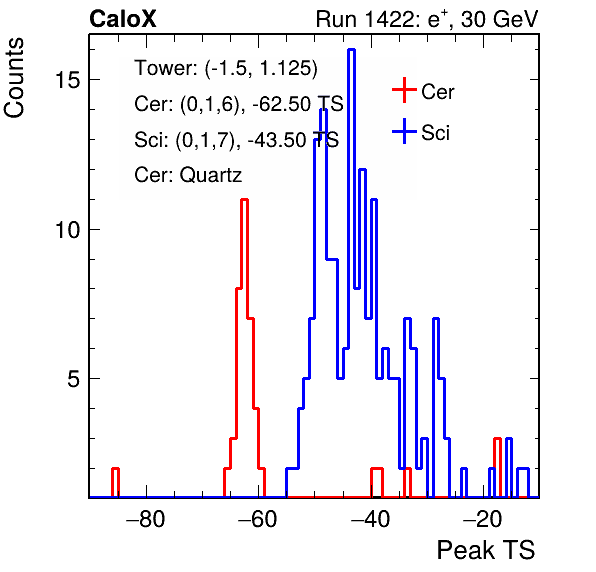 CaloX Run 1422: e⁺, 30 GeV
Counts
Tower: (-1.5, 1.125)
Cer: (0,1,6), -62.50 TS
Sci: (0,1,7), -43.50 TS
Cer: Quartz
Cer
Sci
15
10
5
−80 −60 −40 −20
Peak TS